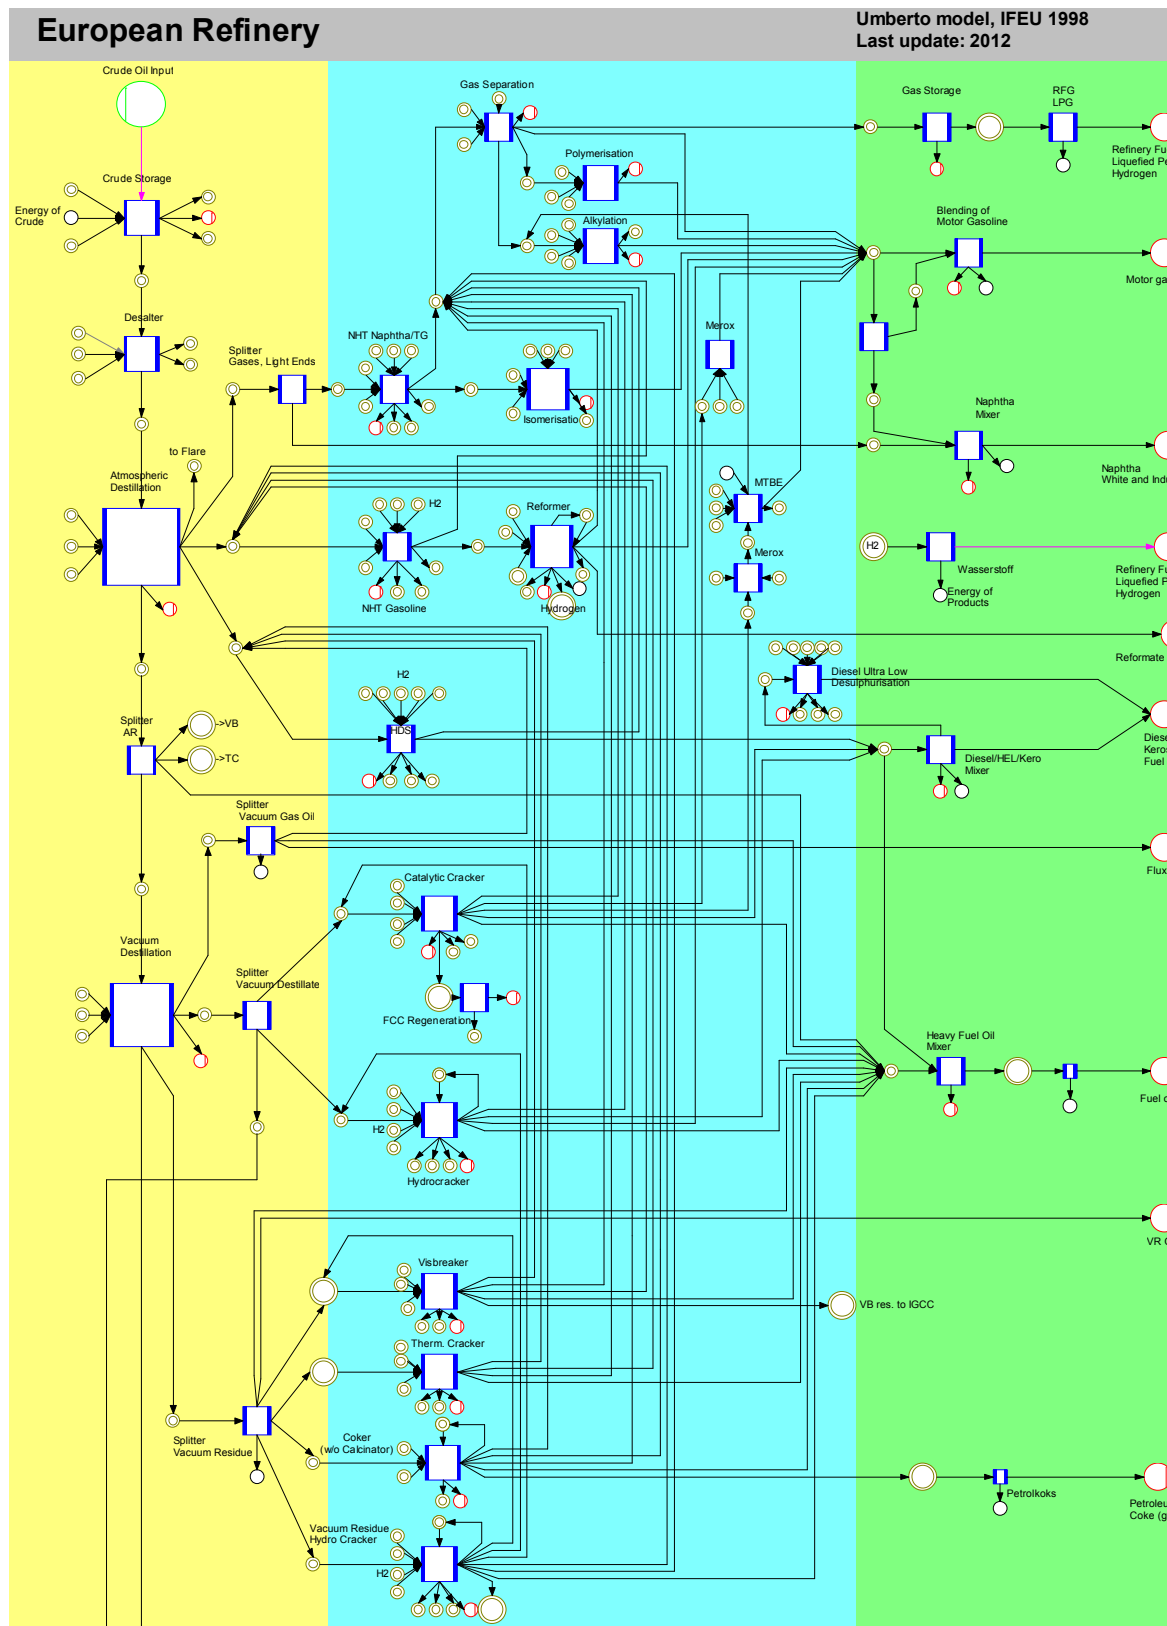 European Refinery
Umberto model, IFEU 1998
Last update: 2012
Crude Oil Input
Gas Separation
Gas Storage
RFG
LPG
Refinery Fu
Liquefied Pe
Hydrogen
Polymerisation
Crude Storage
Energy of
Crude
Alkylation
Blending of
Motor Gasoline
Motor ga
Desalter
Splitter
Gases, Light Ends
NHT Naphtha/TG
Merox
Isomerisatio
Naphtha
Mixer
to Flare
Atmospheric
Destillation
MTBE
Naphtha
White and Indu
H2
Reformer
H2
Merox
Wasserstoff
Refinery Fu
Liquefied P
Hydrogen
NHT Gasoline
Hydrogen
Energy of
Products
Reformate
H2
Diesel Ultra Low
Desulphurisation
Splitter
AR
->VB
->TC
HDS
Diesel/HEL/Kero
Mixer
Diese
Keros
Fuel
Splitter
Vacuum Gas Oil
Flux
Catalytic Cracker
Vacuum
Destillation
Splitter
Vacuum Destillate
FCC Regeneration
Heavy Fuel Oil
Mixer
Fuel o
H2
Hydrocracker
VR C
Visbreaker
VB res. to IGCC
Therm. Cracker
Splitter
Vacuum Residue
Coker
(w/o Calcinator)
Petrolkoks
Petroleu
Coke (g
Vacuum Residue
Hydro Cracker
H2